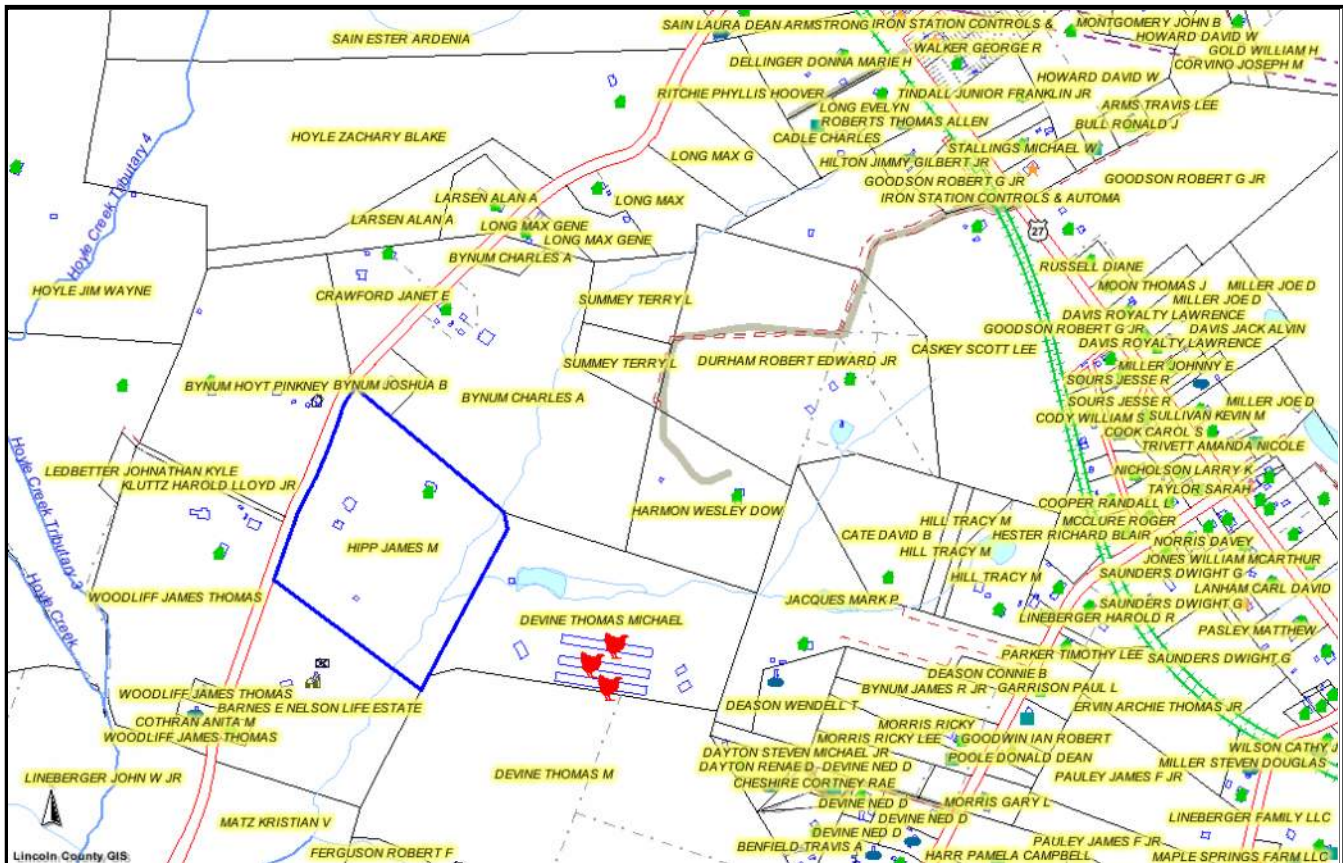 SAIN LAURA DEAN ARMSTRONG
IRON STATION CONTROLS &
MONTGOMERY JOHN B
HOWARD DAVID W
SAIN ESTER ARDENIA
WALKER GEORGE R
GOLD WILLIAM H
DELLINGER DONNA MARIE H
CORVINO JOSEPH M
HOWARD DAVID W
RITCHIE PHYLLIS HOOVER
TINDALL JUNIOR FRANKLIN JR
LONG EVELYN
ARMS TRAVIS LEE
ROBERTS THOMAS ALLEN
BULL RONALD J
HOYLE ZACHARY BLAKE
CADLE CHARLES
STALLINGS MICHAEL W
LONG MAX G
HILTON JIMMY GILBERT JR
Hoyle Creek Tributary 4
GOODSON ROBERT G JR
GOODSON ROBERT G JR
LARSEN ALAN A
LONG MAX
IRON STATION CONTROLS & AUTOMA
LARSEN ALAN A
LONG MAX GENE
LONG MAX GENE
27
BYNUM CHARLES A
RUSSELL DIANE
HOYLE JIM WAYNE
CRAWFORD JANET E
SUMMEY TERRY L
MOON THOMAS J
MILLER JOE D
MILLER JOE D
DAVIS ROYALTY LAWRENCE
GOODSON ROBERT G JR
DAVIS JACK ALVIN
DAVIS ROYALTY LAWRENCE
CASKEY SCOTT LEE
SUMMEY TERRY L
DURHAM ROBERT EDWARD JR
MILLER JOHNNY E
SOURS JESSE R
BYNUM HOYT PINKNEY
BYNUM JOSHUA B
BYNUM CHARLES A
SOURS JESSE R
MILLER JOE D
CODY WILLIAM S
SULLIVAN KEVIN M
COOK CAROL S
TRIVETT AMANDA NICOLE
Hoyle Creek Tributary 3
LEDBETTER JOHNATHAN KYLE
NICHOLSON LARRY K
KLUTTZ HAROLD LLOYD JR
TAYLOR SARAH
COOPER RANDALL L
HARMON WESLEY DOW
HILL TRACY M
MCCLURE ROGER
CATE DAVID B
HESTER RICHARD BLAIR
NORRIS DAVEY
HIPP JAMES M
HILL TRACY M
JONES WILLIAM MCARTHUR
SAUNDERS DWIGHT G
HILL TRACY M
LANHAM CARL DAVID
Hoyle Creek
WOODLIFF JAMES THOMAS
JACQUES MARK P
SAUNDERS DWIGHT G
LINEBERGER HAROLD R
DEVINE THOMAS MICHAEL
PASLEY MATTHEW
PARKER TIMOTHY LEE
SAUNDERS DWIGHT G
DEASON CONNIE B
WOODLIFF JAMES THOMAS
BYNUM JAMES R JR
GARRISON PAUL L
BARNES E NELSON LIFE ESTATE
DEASON WENDELL T
ERVIN ARCHIE THOMAS JR
COTHRAN ANITA M
MORRIS RICKY
WOODLIFF JAMES THOMAS
MORRIS RICKY LEE
GOODWIN IAN ROBERT
WILSON CATHY J
DAYTON STEVEN MICHAEL JR
POOLE DONALD DEAN
MILLER STEVEN DOUGLAS
DAYTON RENAE D
DEVINE NED D
LINEBERGER JOHN W JR
DEVINE THOMAS M
PAULEY JAMES F JR
CHESHIRE CORTNEY RAE
DEVINE NED D
MORRIS GARY L
MATZ KRISTIAN V
DEVINE NED D
LINEBERGER FAMILY LLC
DEVINE NED D
PAULEY JAMES F JR
BENFIELD TRAVIS A
Lincoln County GIS
FERGUSON ROBERT F
HARR PAMELA CAMPBELL
MAPLE SPRINGS FARM LLC